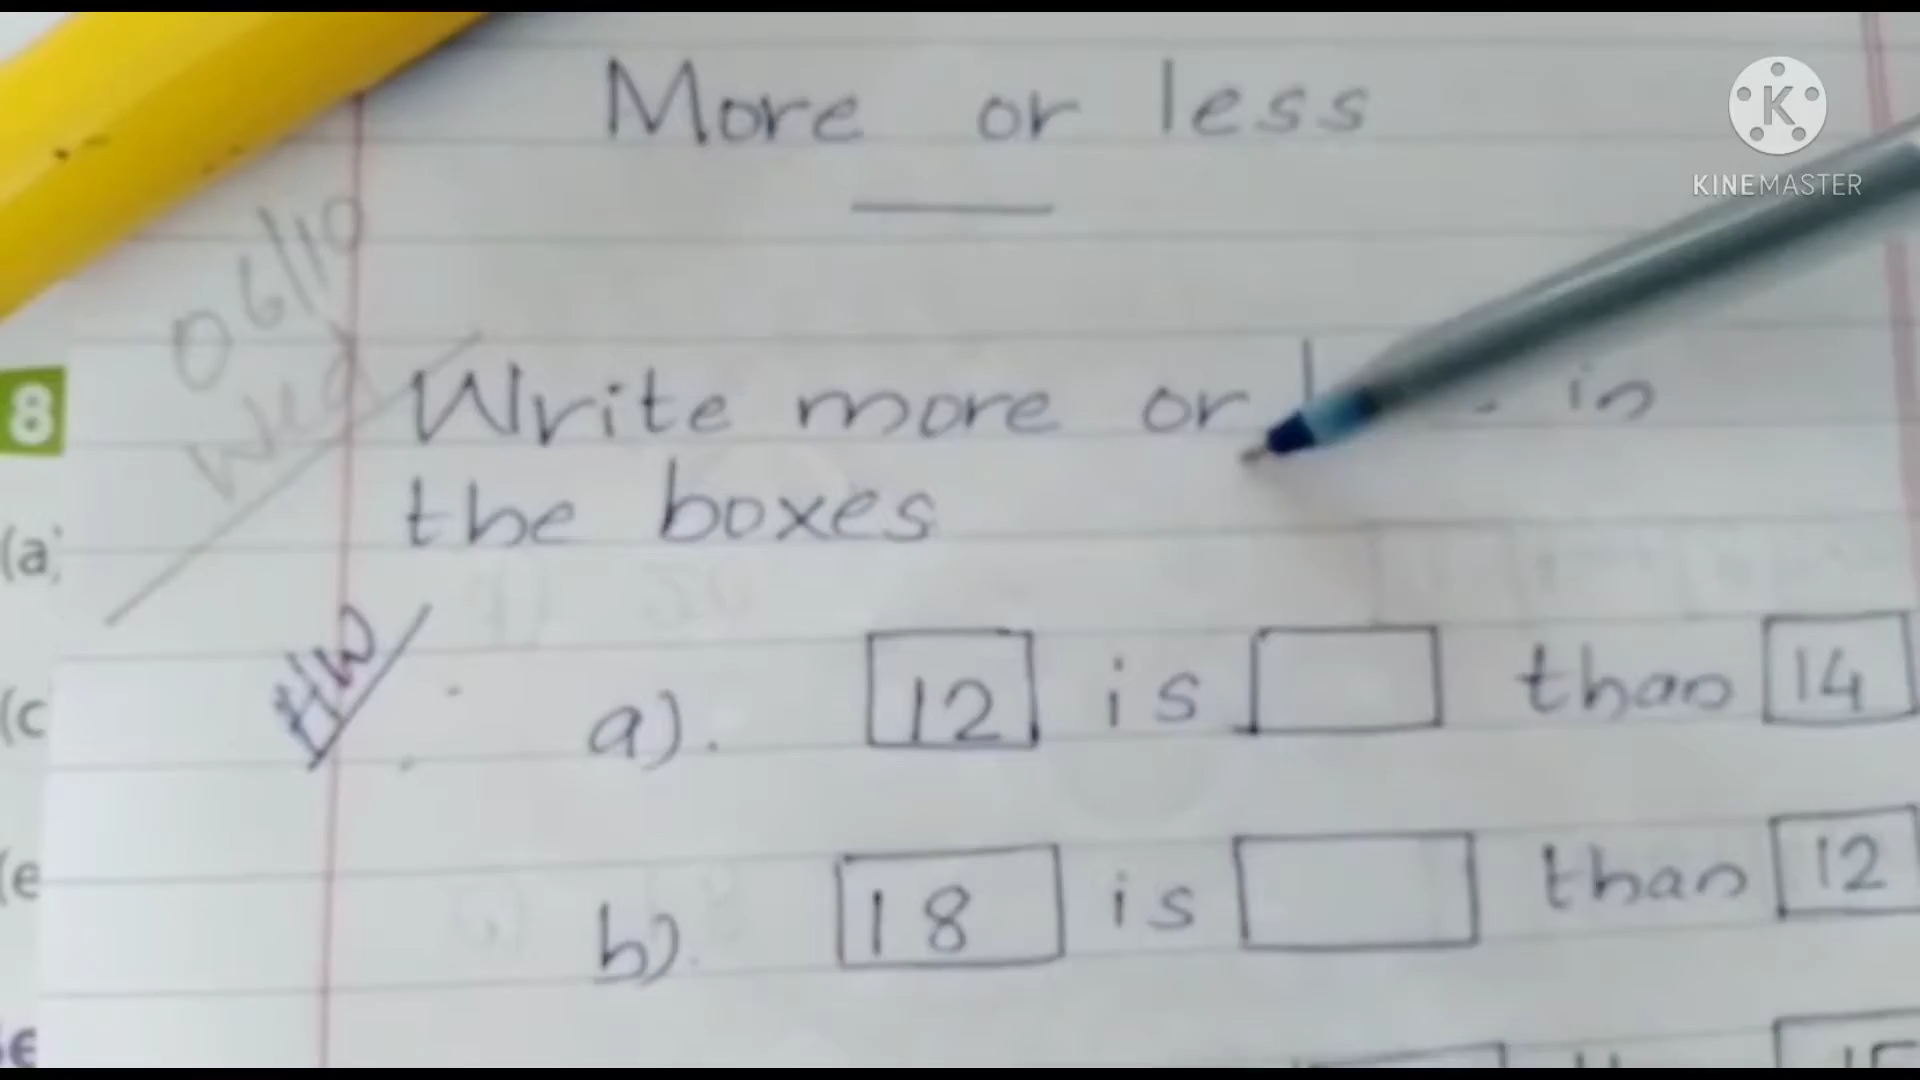 More or less
KINEMASTER
06/10
Wed
8
Write more or in
the boxes
(a)
HW
a). 12 is than 14
(c
b). 18 is than 12
(e